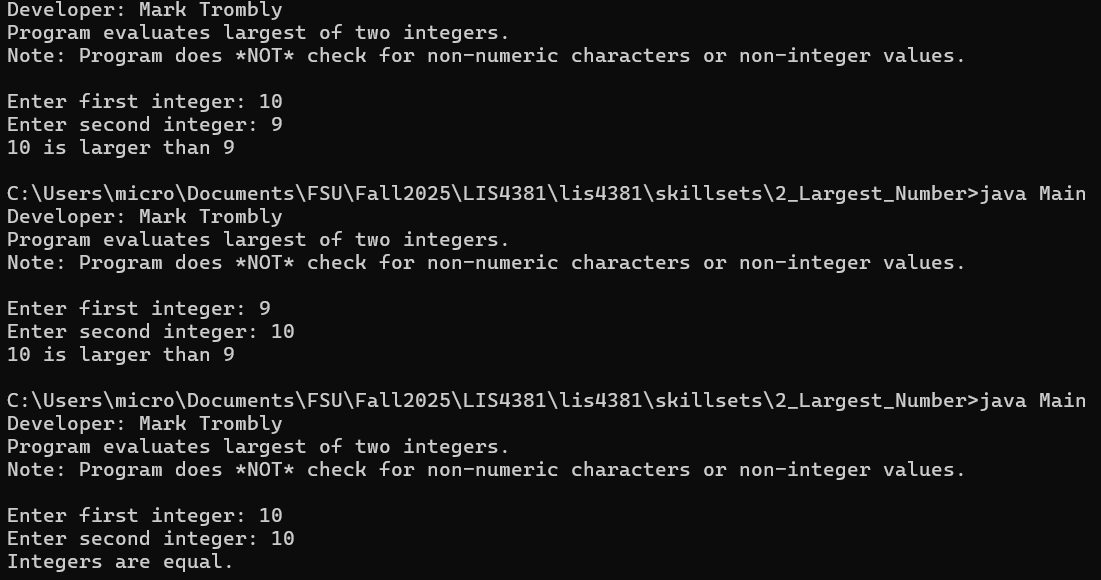 Developer: Mark Trombly
Program evaluates largest of two integers.
Note: Program does *NOT* check for non-numeric characters or non-integer values.

Enter first integer: 10
Enter second integer: 9
10 is larger than 9

C:\Users\micro\Documents\FSU\Fall2025\LIS4381\lis4381\skillsets\2_Largest_Number>java Main
Developer: Mark Trombly
Program evaluates largest of two integers.
Note: Program does *NOT* check for non-numeric characters or non-integer values.

Enter first integer: 9
Enter second integer: 10
10 is larger than 9

C:\Users\micro\Documents\FSU\Fall2025\LIS4381\lis4381\skillsets\2_Largest_Number>java Main
Developer: Mark Trombly
Program evaluates largest of two integers.
Note: Program does *NOT* check for non-numeric characters or non-integer values.

Enter first integer: 10
Enter second integer: 10
Integers are equal.